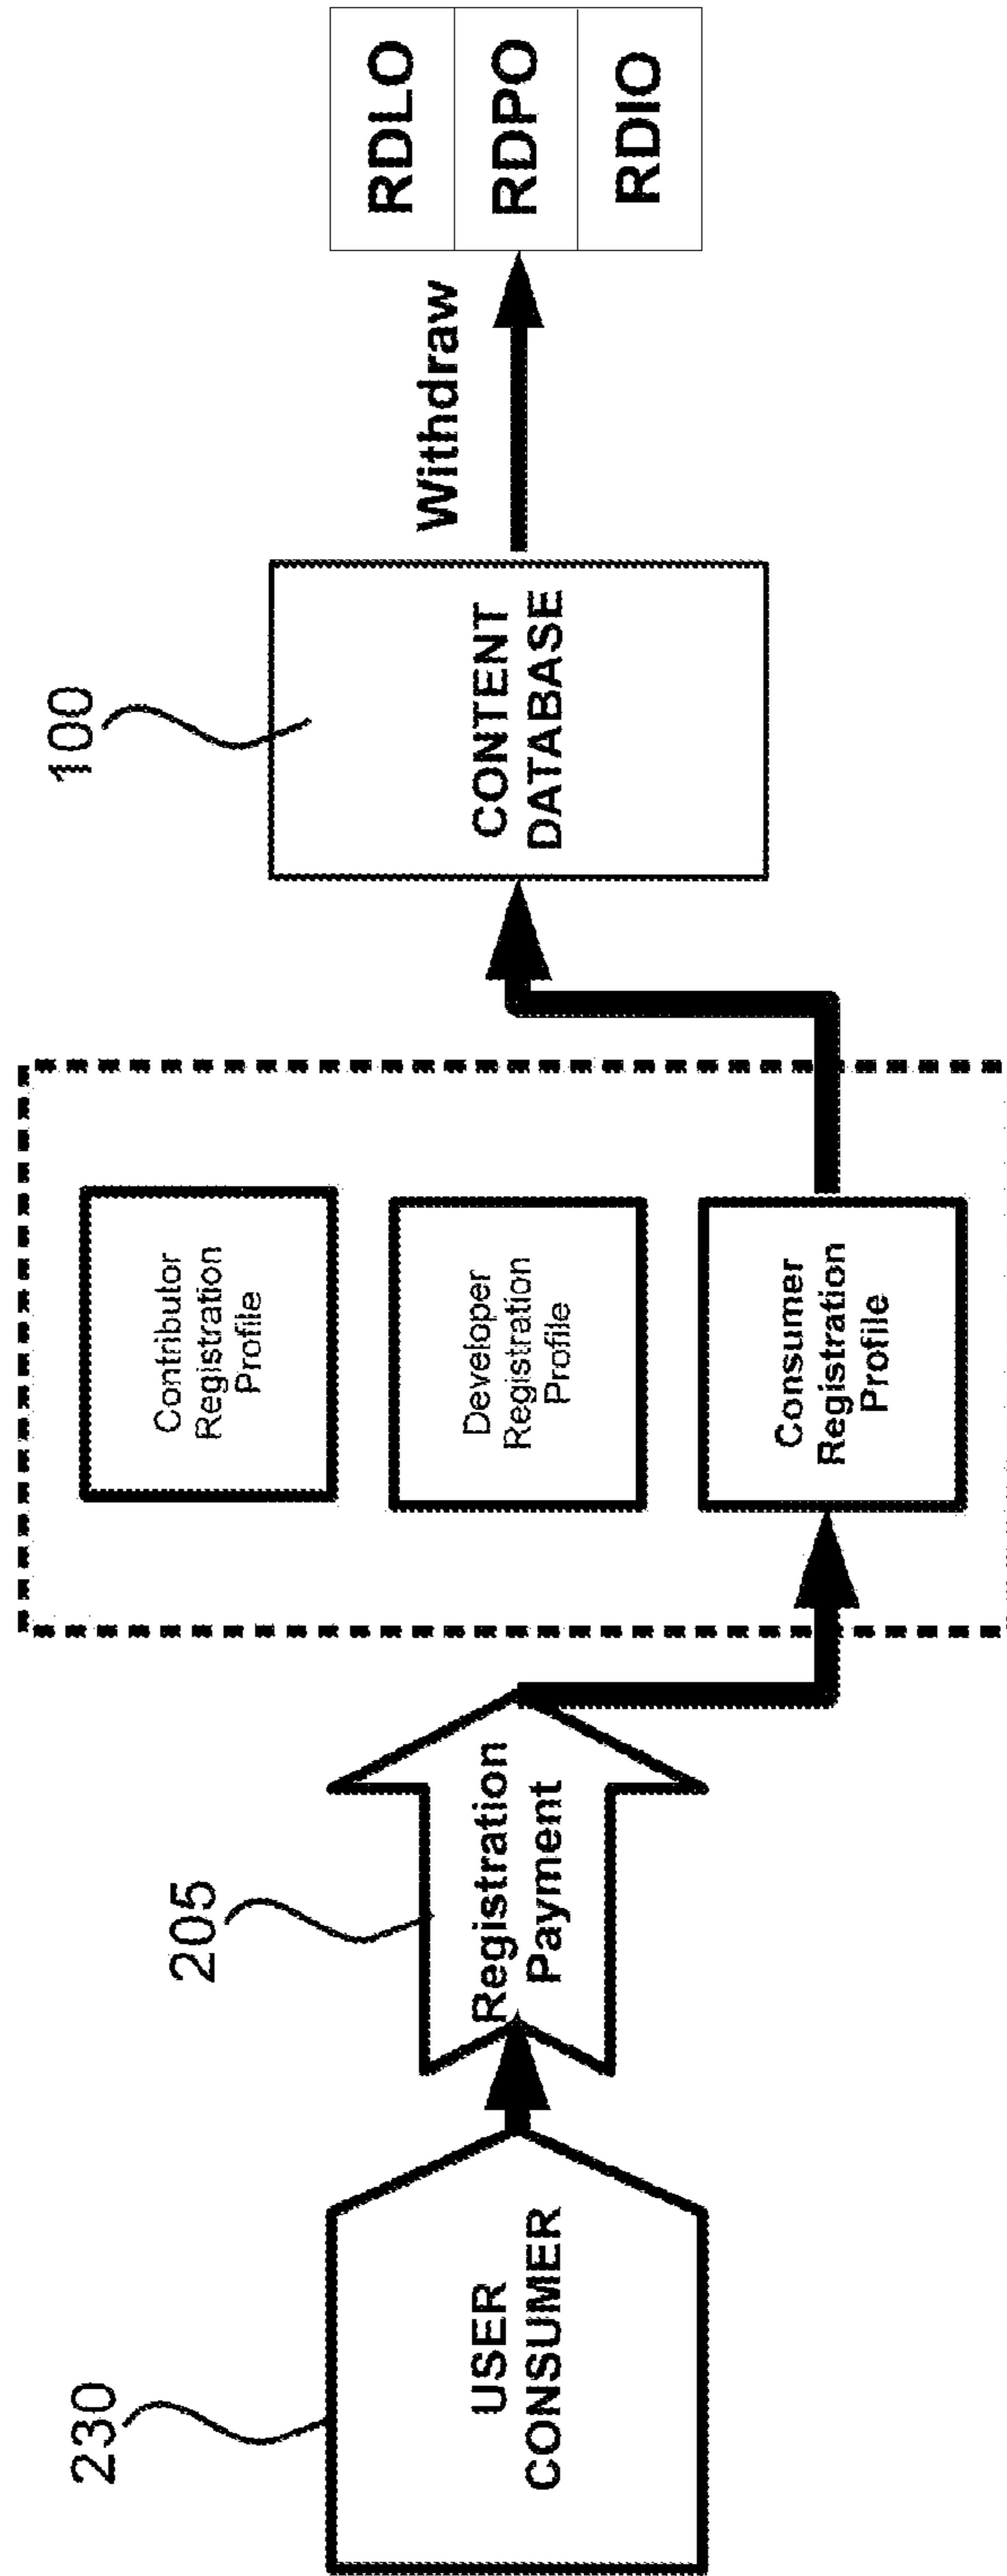 230
USER
CONSUMER
205
Registration
Payment
Contributor
Registration
Profile
Developer
Registration
Profile
Consumer
Registration
Profile
100
CONTENT
DATABASE
Withdraw
RDLO
RDPO
RDIO